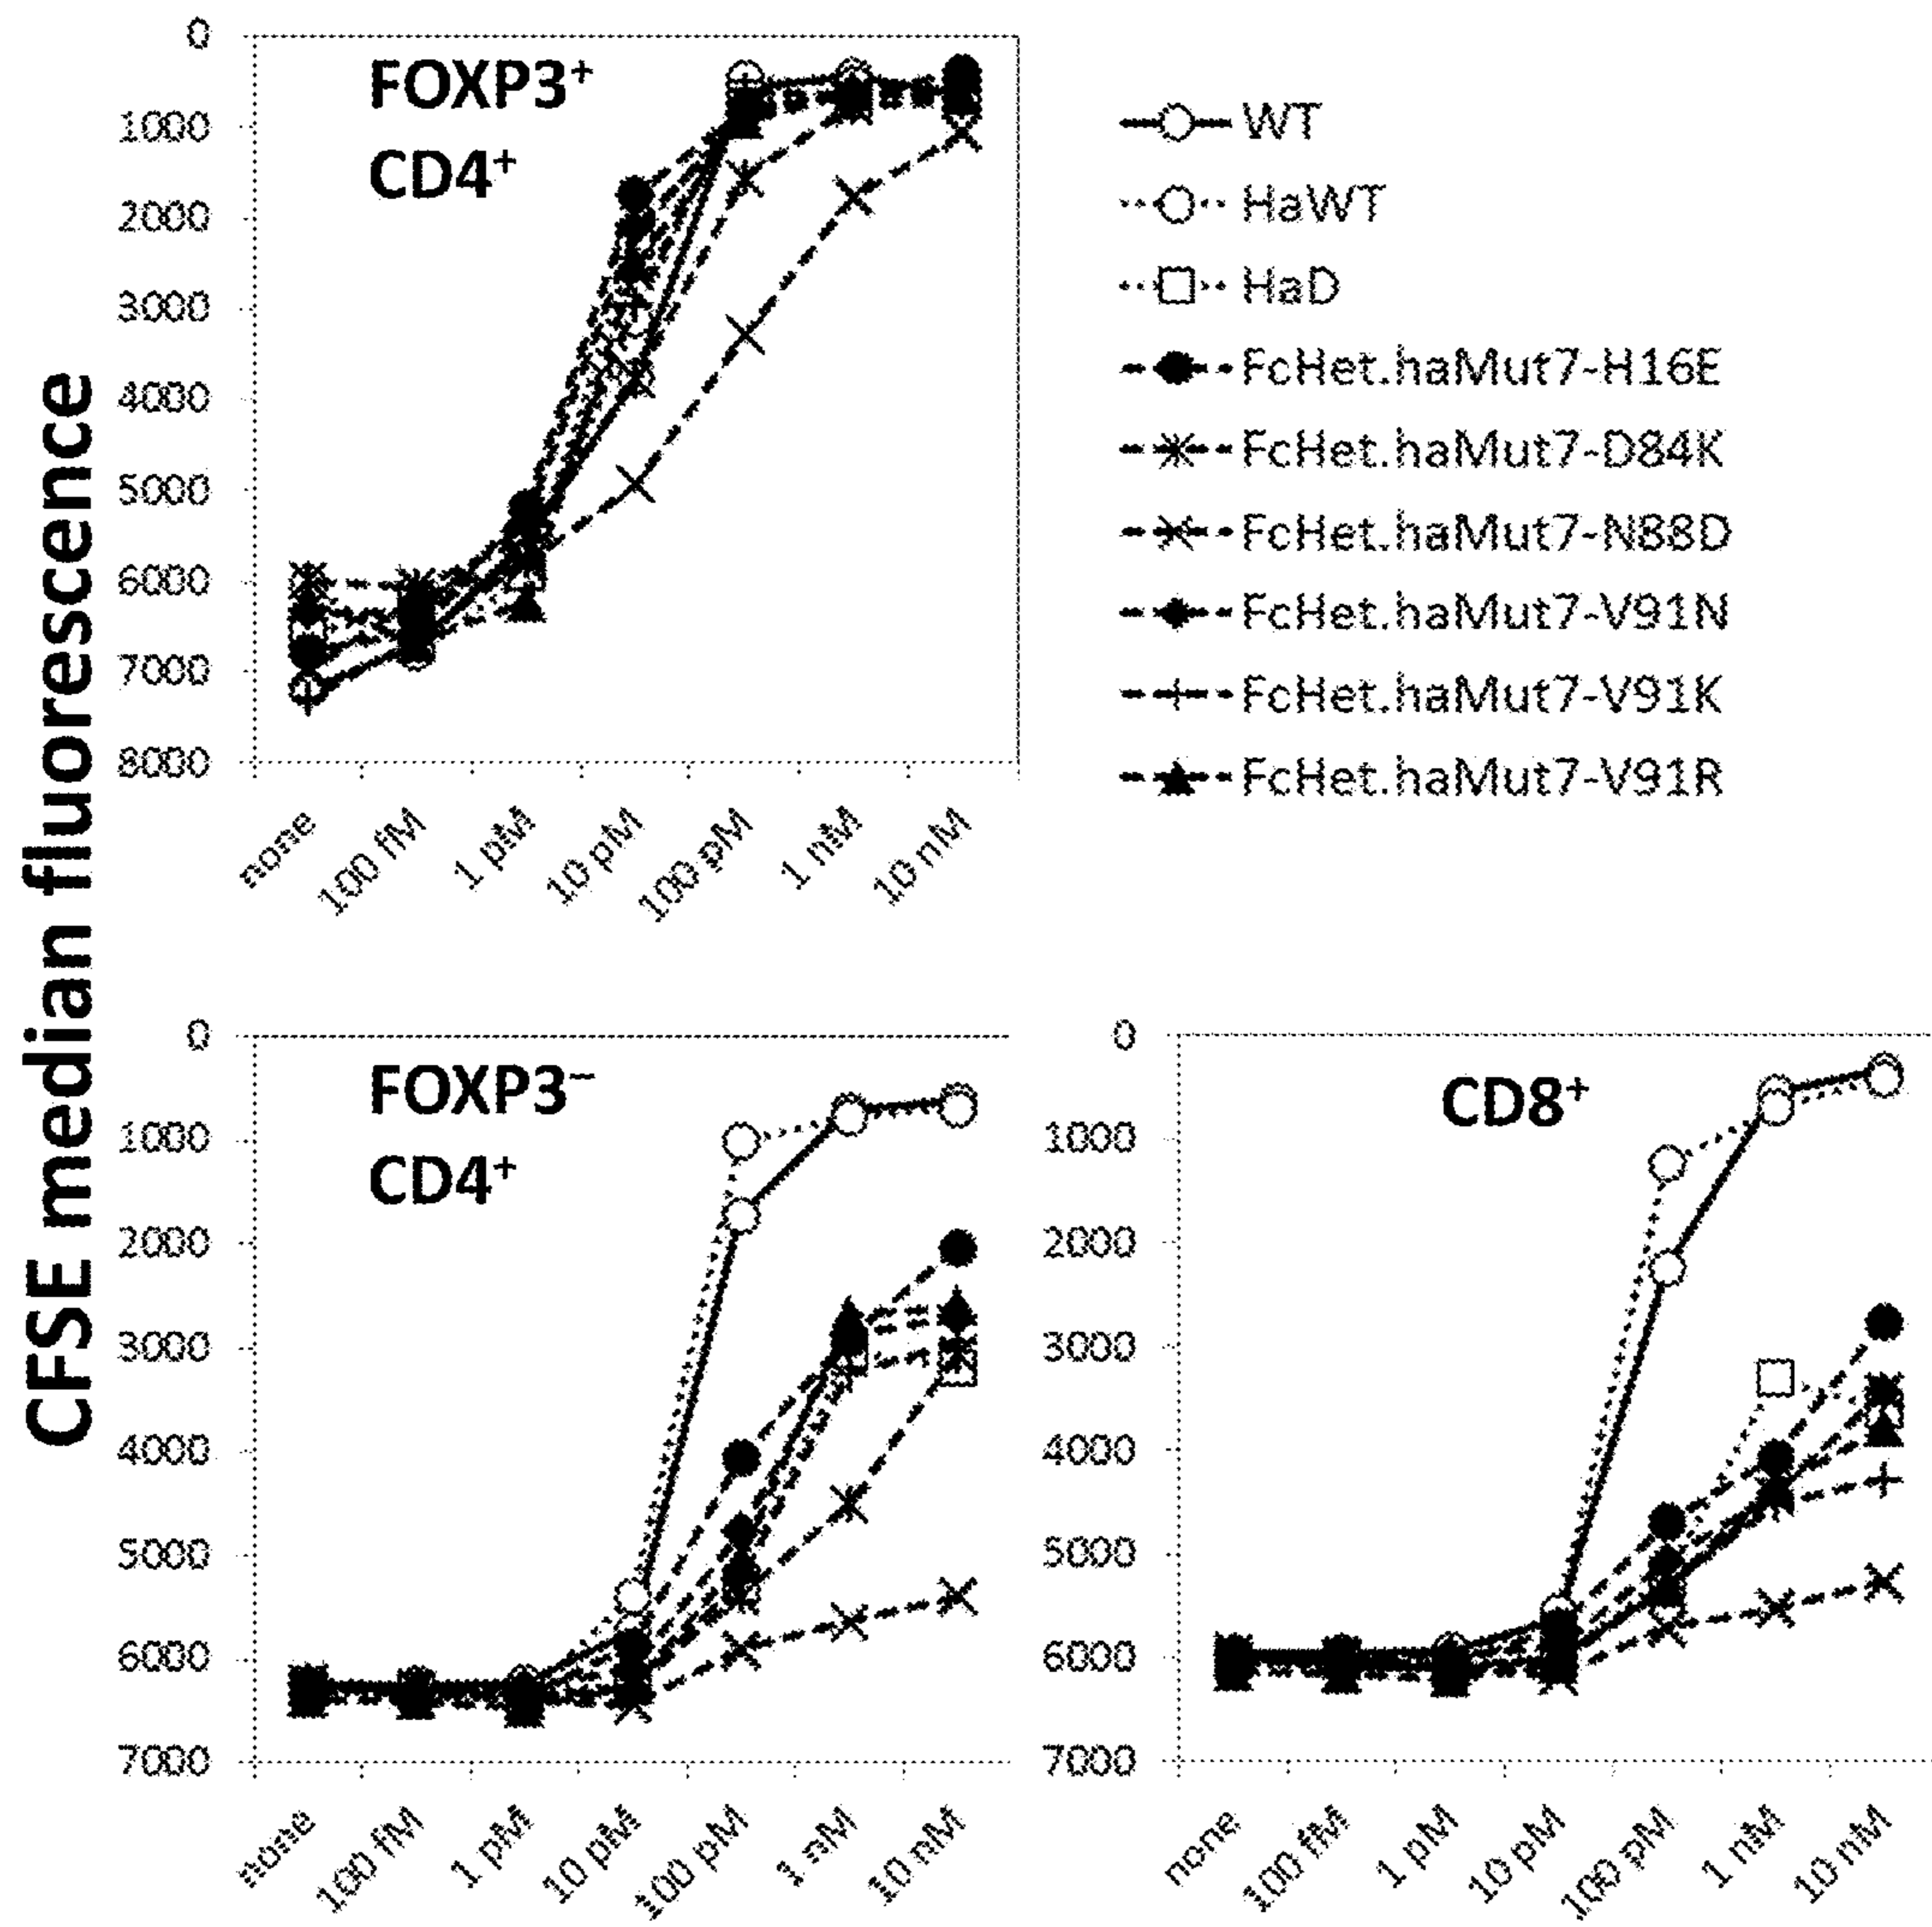 CFSE median fluorescence
FOXP3⁺
CD4⁺
0
1000
2000
3000
4000
5000
6000
7000
8000
none
100 fM
1 pM
10 pM
100 pM
1 nM
10 nM
WT
HaWT
HaD
FcHet.haMut7-H16E
FcHet.haMut7-D84K
FcHet.haMut7-N88D
FcHet.haMut7-V91N
FcHet.haMut7-V91K
FcHet.haMut7-V91R
FOXP3⁻
CD4⁺
0
1000
2000
3000
4000
5000
6000
7000
none
100 fM
1 pM
10 pM
100 pM
1 nM
10 nM
CD8⁺
0
1000
2000
3000
4000
5000
6000
7000
none
100 fM
1 pM
10 pM
100 pM
1 nM
10 nM